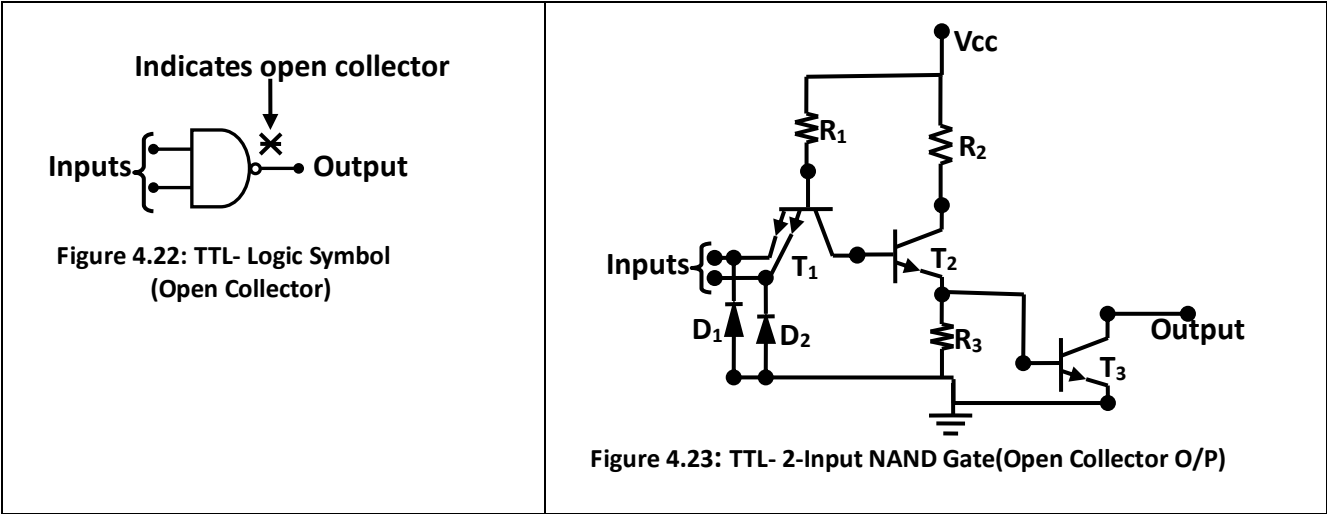 Indicates open collector
Inputs
Output
Figure 4.22: TTL- Logic Symbol
(Open Collector)
Vcc
R1
R2
Inputs
T1
T2
D1
D2
R3
Output
T3
Figure 4.23: TTL- 2-Input NAND Gate(Open Collector O/P)